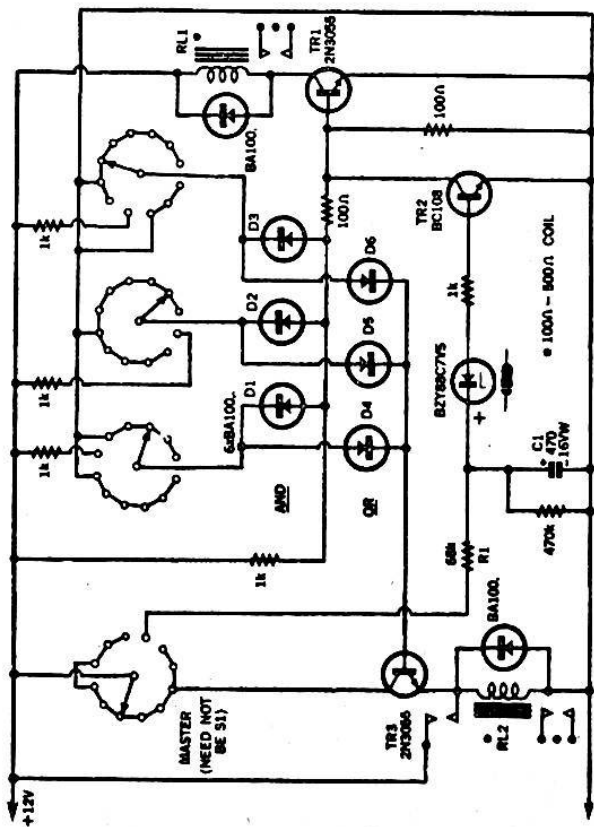 +12V
1k
1k
1k
MASTER
(NEED NOT
BE S1)
RL1
*
6xBA100.
D1
D2
D3
BA100.
1k
AND
100Ω
TR1
2N3055
OR
D4
D5
D6
TR3
2N3055
68k
R1
TR2
BC108
100Ω
BZY88C7V5
1k
+
BA100.
RL2
*
470k
C1
470
16VW
* 100Ω – 500Ω COIL